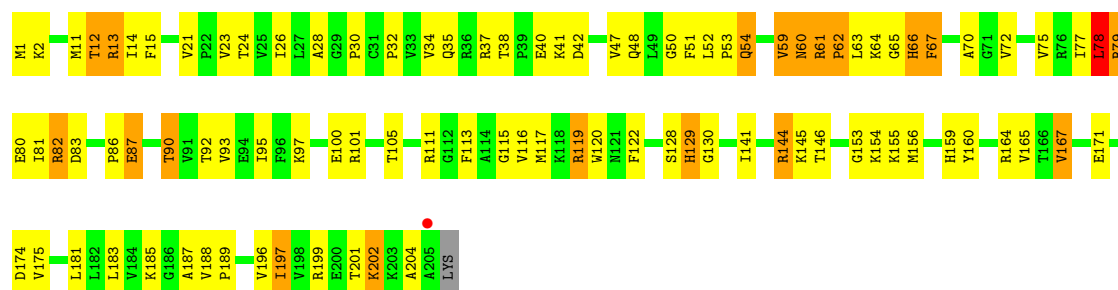 M1 K2 M11 T12 R13 I14 F15 V21 P22 V23 T24 V25 I26 L27 A28 G29 P30 C31 P32 V33 V34 Q35 R36 R37 T38 P39 E40 K41 D42 V47 Q48 L49 G50 F51 L52 P53 Q54 V59 N60 R61 P62 L63 K64 G65 H66 F67 A70 G71 V72 V75 R76 I77 L78 R79
E80 I81 R82 D83 P86 E87 T90 V91 T92 V93 E94 I95 F96 K97 E100 R101 T105 R111 G112 F113 A114 G115 V116 M117 K118 R119 W120 N121 F122 S128 H129 G130 I141 R144 K145 T146 G153 K154 K155 M156 H159 Y160 R164 V165 T166 V167 E171
D174 V175 L181 L182 L183 V184 K185 G186 A187 V188 P189 V196 I197 V198 R199 E200 T201 K202 K203 A204 A205 LYS